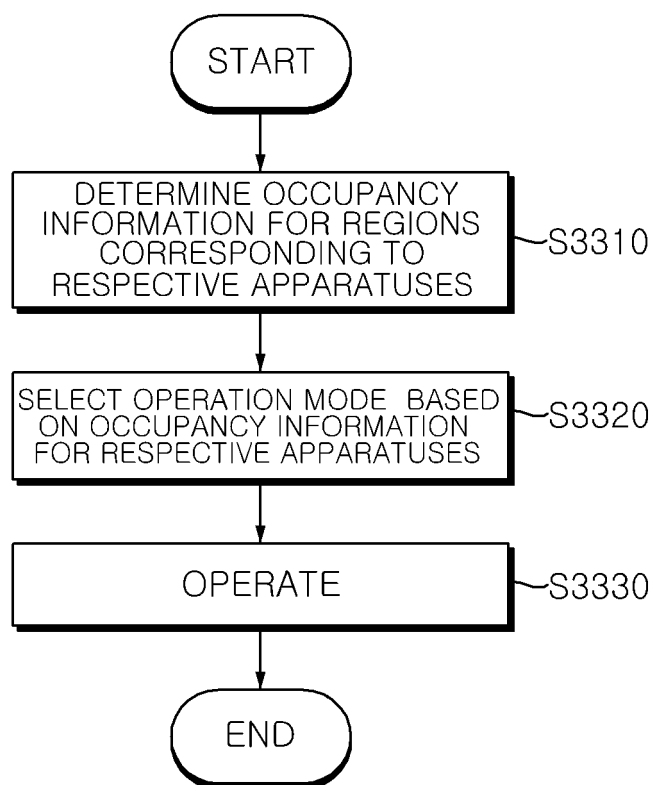 START
DETERMINE OCCUPANCY
INFORMATION FOR REGIONS
CORRESPONDING TO
RESPECTIVE APPARATUSES
S3310
SELECT OPERATION MODE BASED
ON OCCUPANCY INFORMATION
FOR RESPECTIVE APPARATUSES
S3320
OPERATE
S3330
END